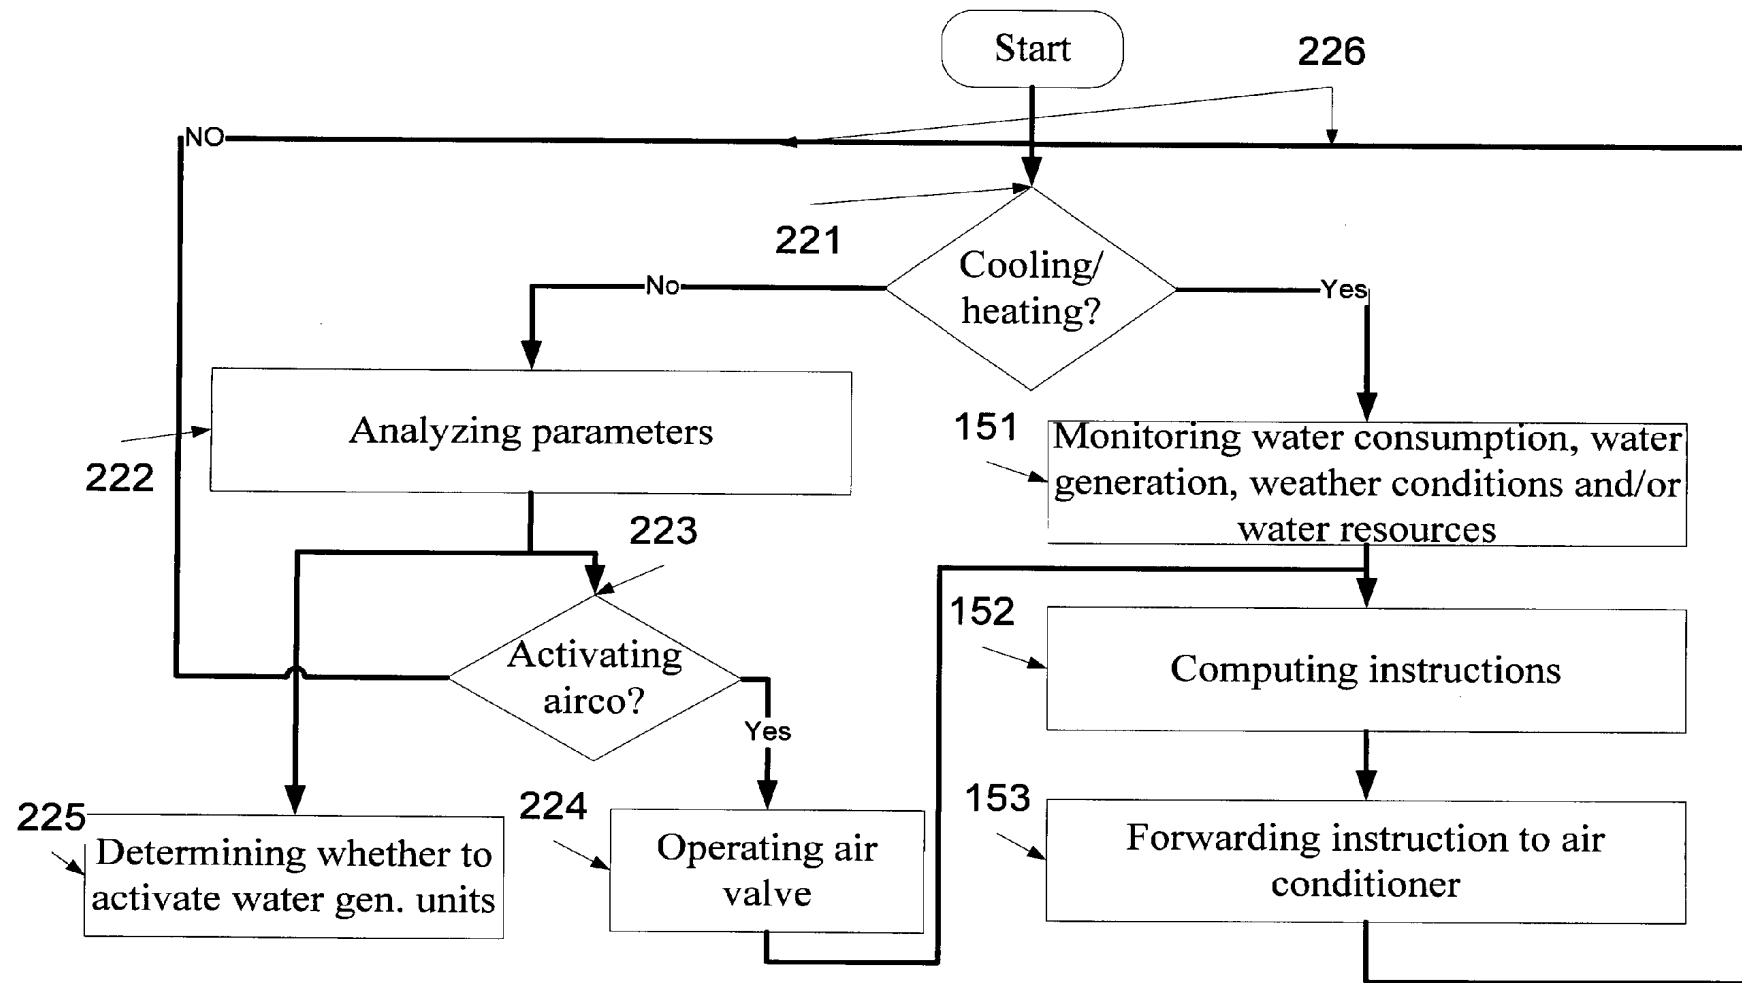 Start
226
NO
221
Cooling/
heating?
No
Yes
222
Analyzing parameters
151
Monitoring water consumption, water
generation, weather conditions and/or
water resources
223
Activating
airco?
Yes
152
Computing instructions
225
Determining whether to
activate water gen. units
224
Operating air
valve
153
Forwarding instruction to air
conditioner